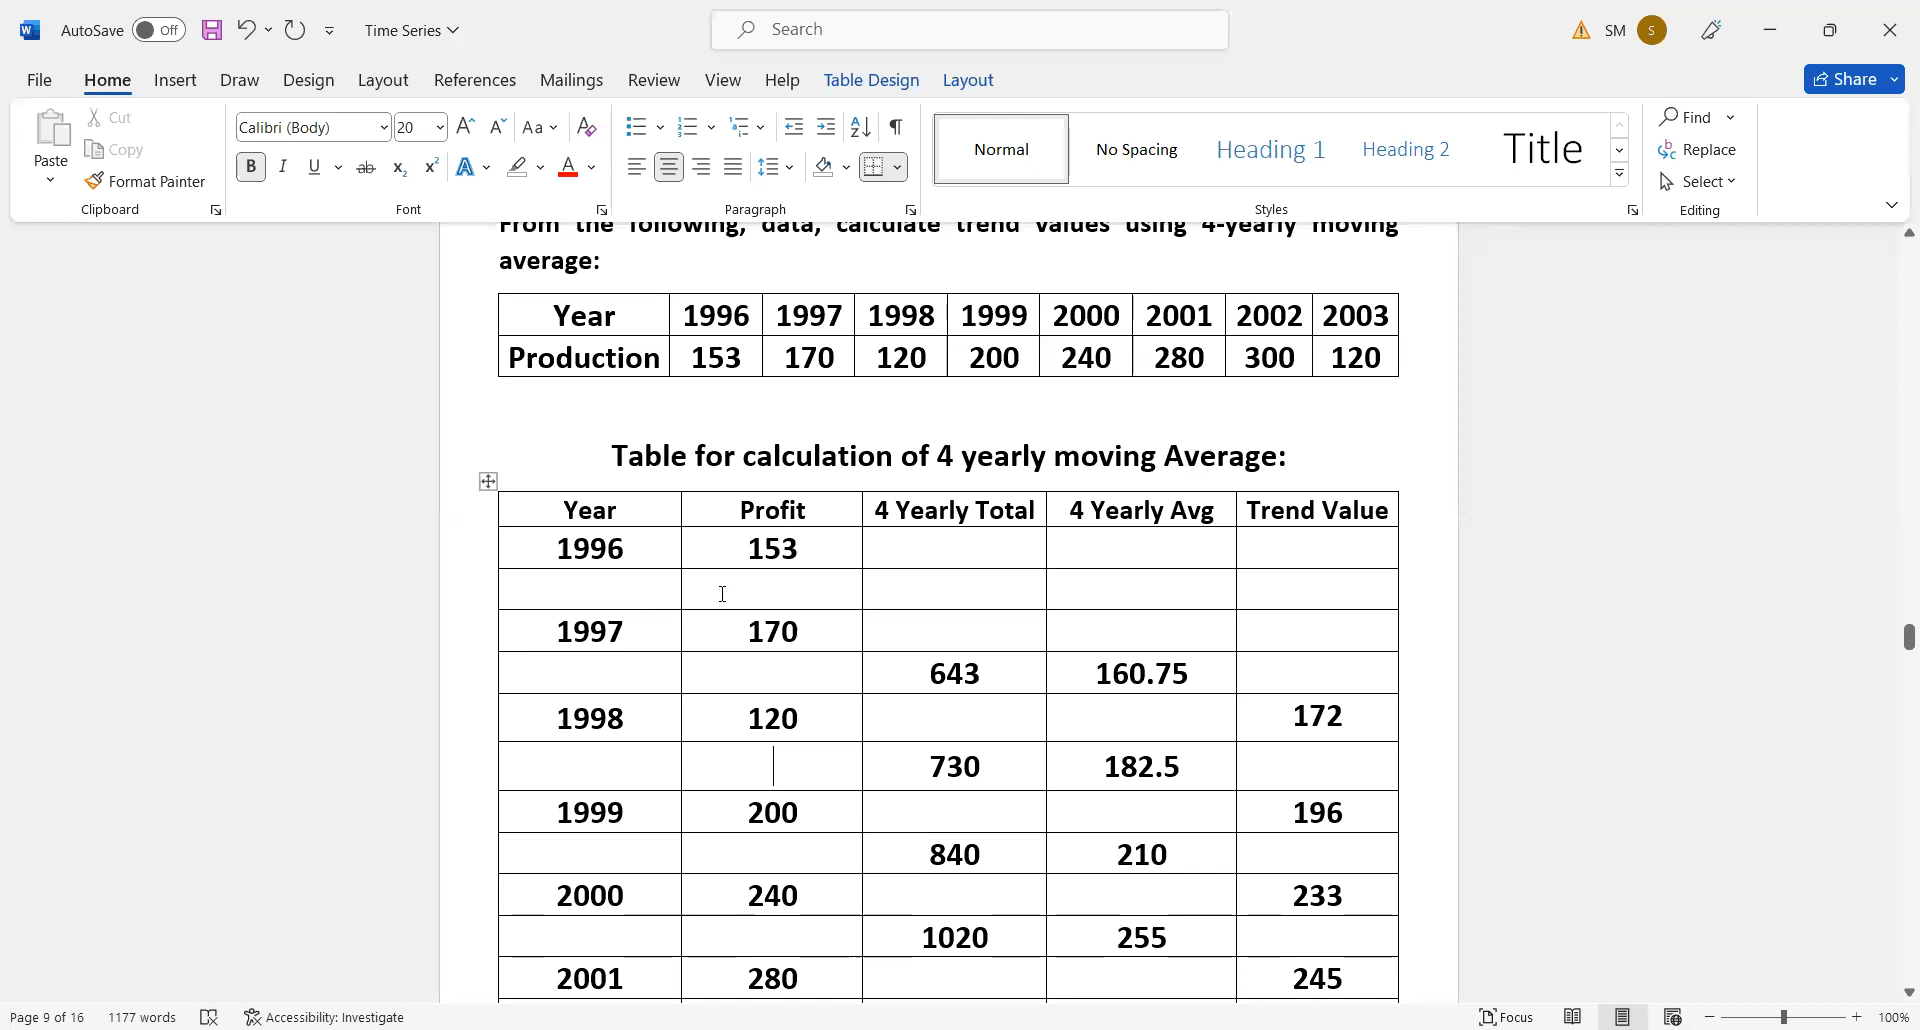 AutoSave Off Time Series Search SM S
File Home Insert Draw Design Layout References Mailings Review View Help Table Design Layout Share
Paste Cut Copy Format Painter Clipboard
Calibri (Body) 20 Aa B I U ab x₂ x² A A Font
Paragraph
Normal No Spacing Heading 1 Heading 2 Title Styles
Find Replace Select Editing
From the following, data, calculate trend values using 4-yearly moving
average:
Year 1996 1997 1998 1999 2000 2001 2002 2003
Production 153 170 120 200 240 280 300 120
Table for calculation of 4 yearly moving Average:
Year Profit 4 Yearly Total 4 Yearly Avg Trend Value
1996 153
1997 170
643 160.75
1998 120 172
730 182.5
1999 200 196
840 210
2000 240 233
1020 255
2001 280 245
Page 9 of 16 1177 words Accessibility: Investigate Focus 100%